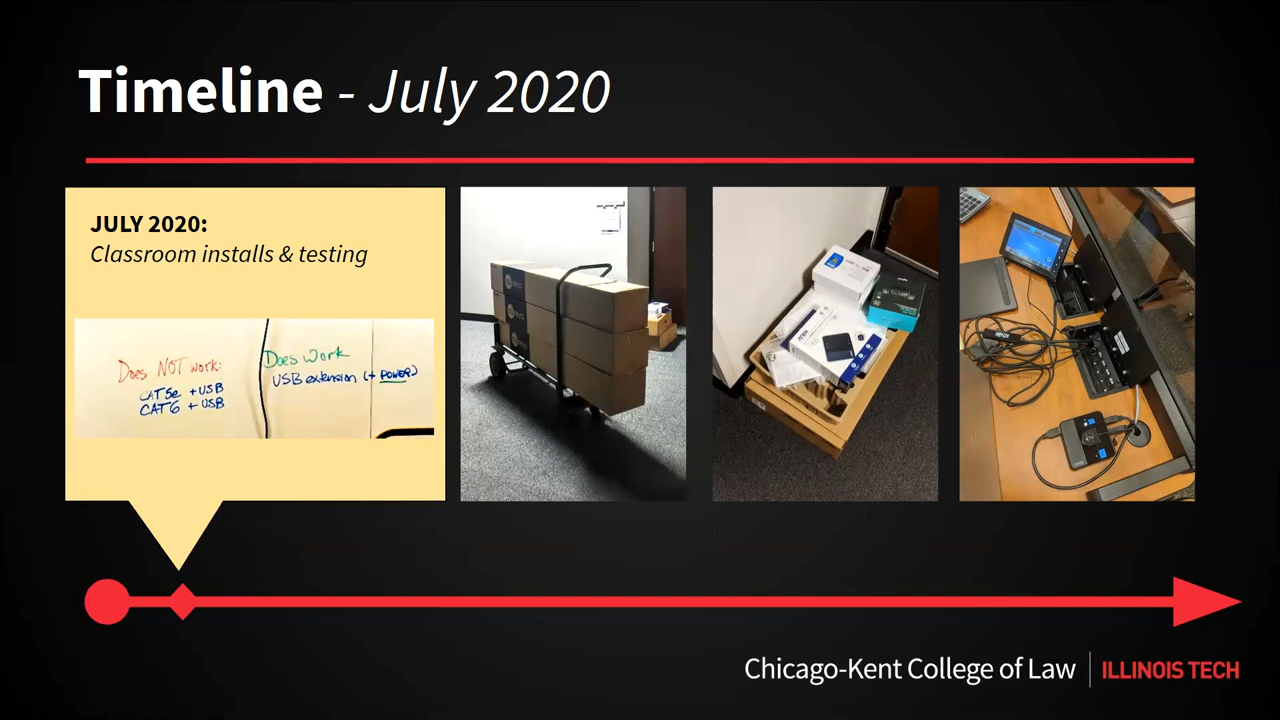 Timeline - July 2020
JULY 2020:
Classroom installs & testing
Does NOT work:
CAT5e + USB
CAT6 + USB
Does Work
USB extension (+ POWER)
ATEN
Chicago-Kent College of Law
ILLINOIS TECH